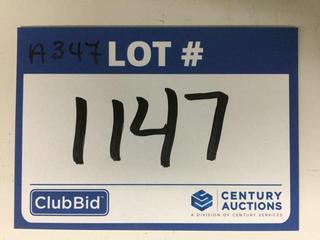 A347 LOT #
1147
ClubBid
CENTURY
AUCTIONS
A DIVISION OF CENTURY SERVICES